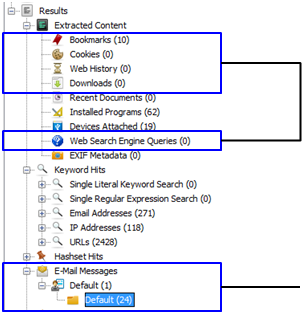 Results
Extracted Content
Bookmarks (10)
Cookies (0)
Web History (0)
Downloads (0)
Recent Documents (0)
Installed Programs (62)
Devices Attached (19)
Web Search Engine Queries (0)
EXIF Metadata (0)
Keyword Hits
Single Literal Keyword Search (0)
Single Regular Expression Search (0)
Email Addresses (271)
IP Addresses (118)
URLs (2428)
Hashset Hits
E-Mail Messages
Default (1)
Default (24)